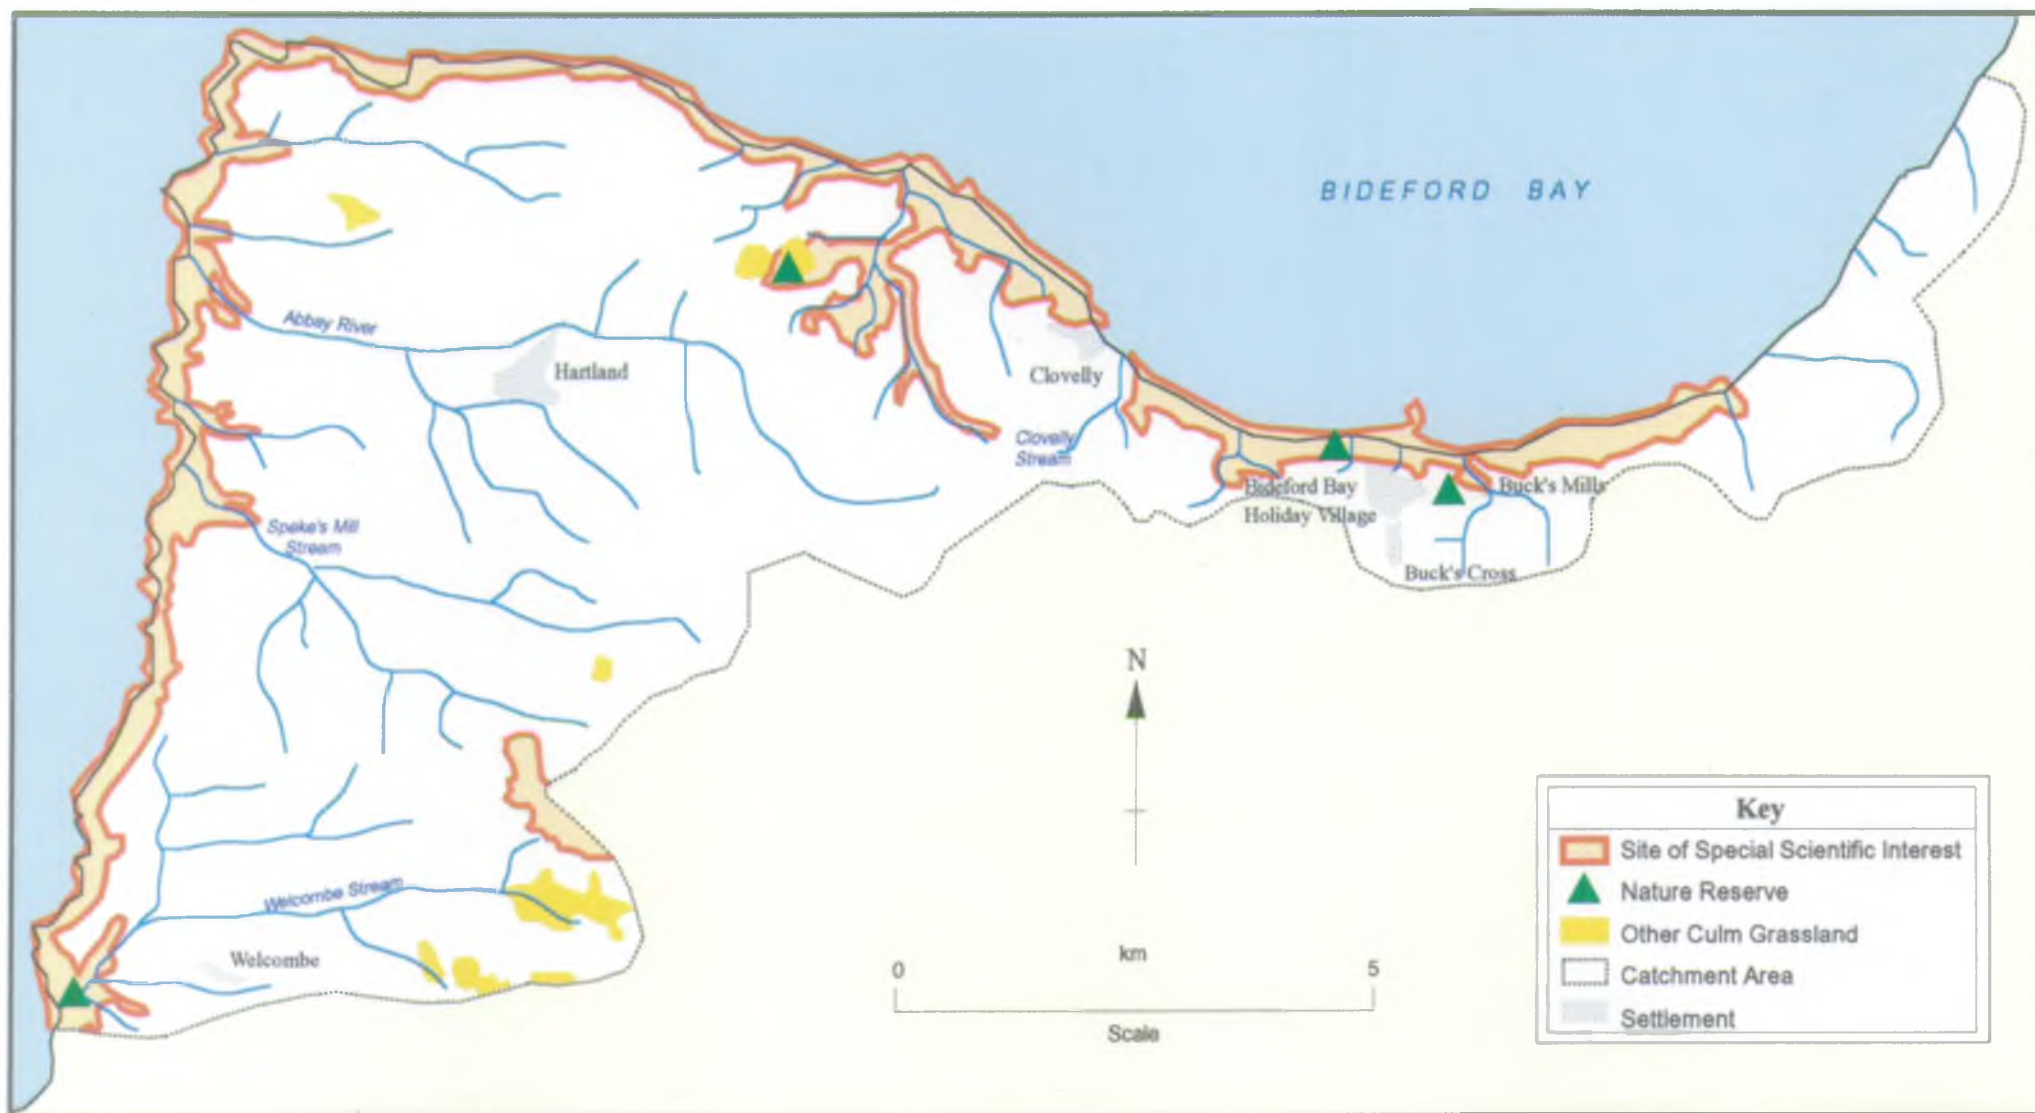 BIDEFORD BAY
Abbey River
Hartland
Clovelly
Clovelly
Stream
Bideford Bay
Holiday Village
Buck's Mills
Buck's Cross
Speke's Mill
Stream
Welcombe Stream
Welcombe
N
km
0
5
Scale
Key
Site of Special Scientific Interest
Nature Reserve
Other Culm Grassland
Catchment Area
Settlement